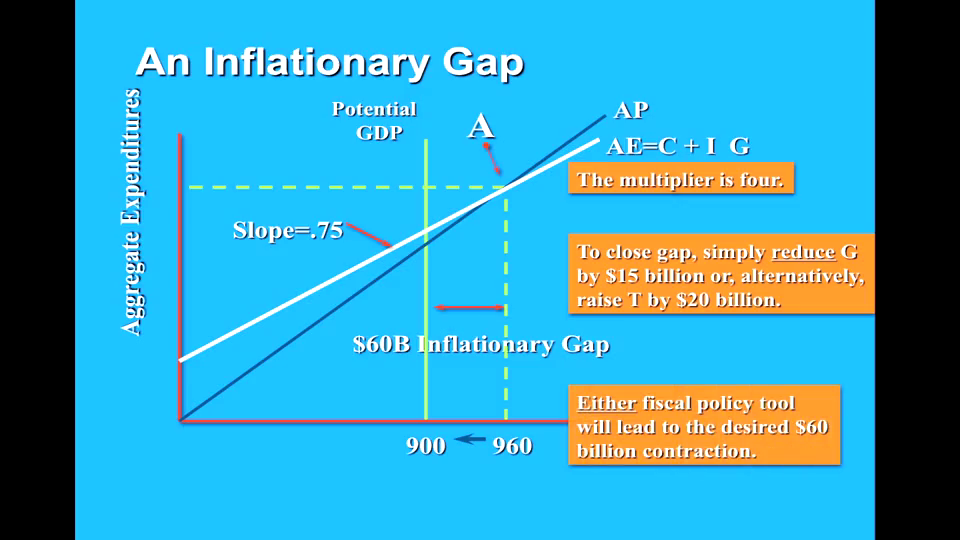 An Inflationary Gap
Aggregate Expenditures
Potential
GDP
A
AP
AE=C + I G
The multiplier is four.
Slope=.75
To close gap, simply reduce G
by $15 billion or, alternatively,
raise T by $20 billion.
$60B Inflationary Gap
Either fiscal policy tool
will lead to the desired $60
billion contraction.
900
960